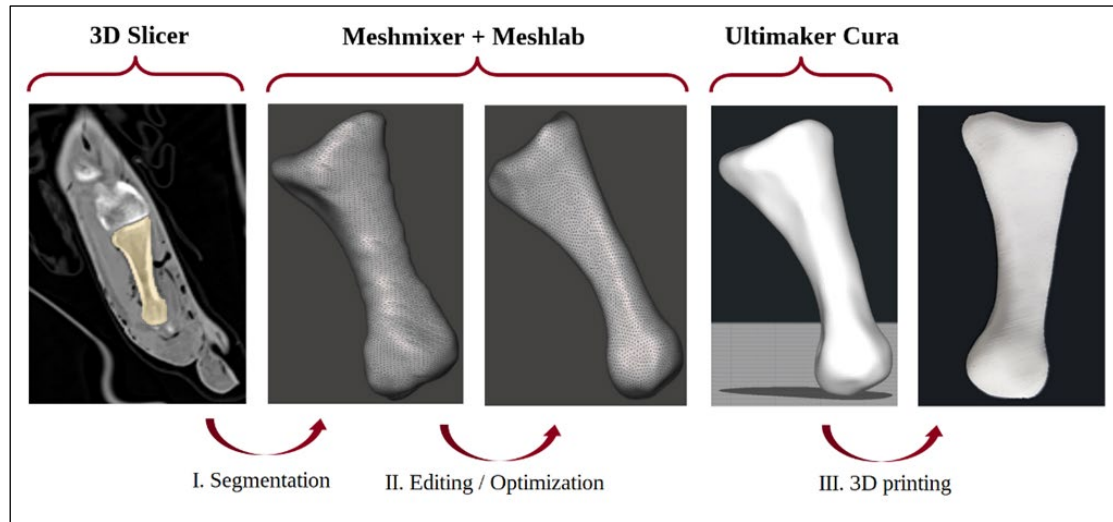 3D Slicer
Meshmixer + Meshlab
Ultimaker Cura
I. Segmentation
II. Editing / Optimization
III. 3D printing